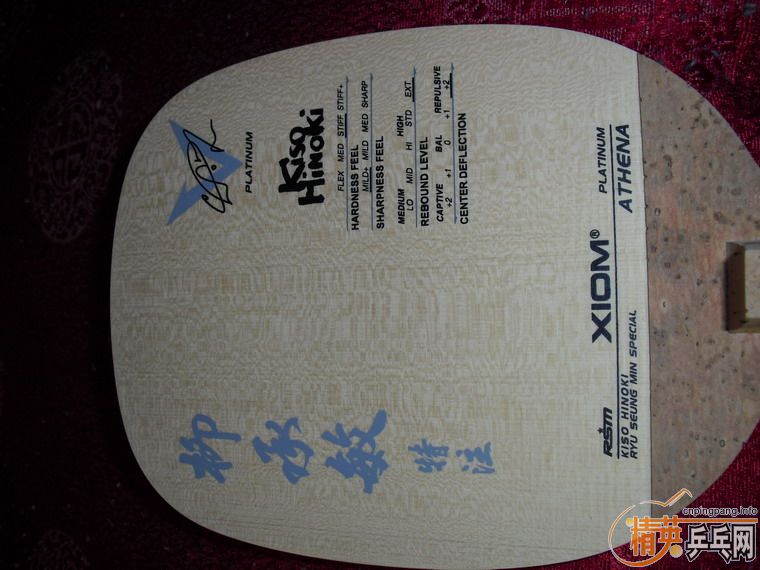 PLATINUM
Kiso
Hinoki
FLEX MED STIFF STIFF+
HARDNESS FEEL
MILD+ MILD MED SHARP
SHARPNESS FEEL
MEDIUM HIGH
LO MID HI STD EXT
REBOUND LEVEL
CAPTIVE BAL REPULSIVE
+2 +1 0 +1 +2
CENTER DEFLECTION
柳承敏特注
XIOM®
PLATINUM
ATHENA
RSM
KISO HINOKI
RYU SEUNG MIN SPECIAL
cnpingpang.info
精英乒乓网